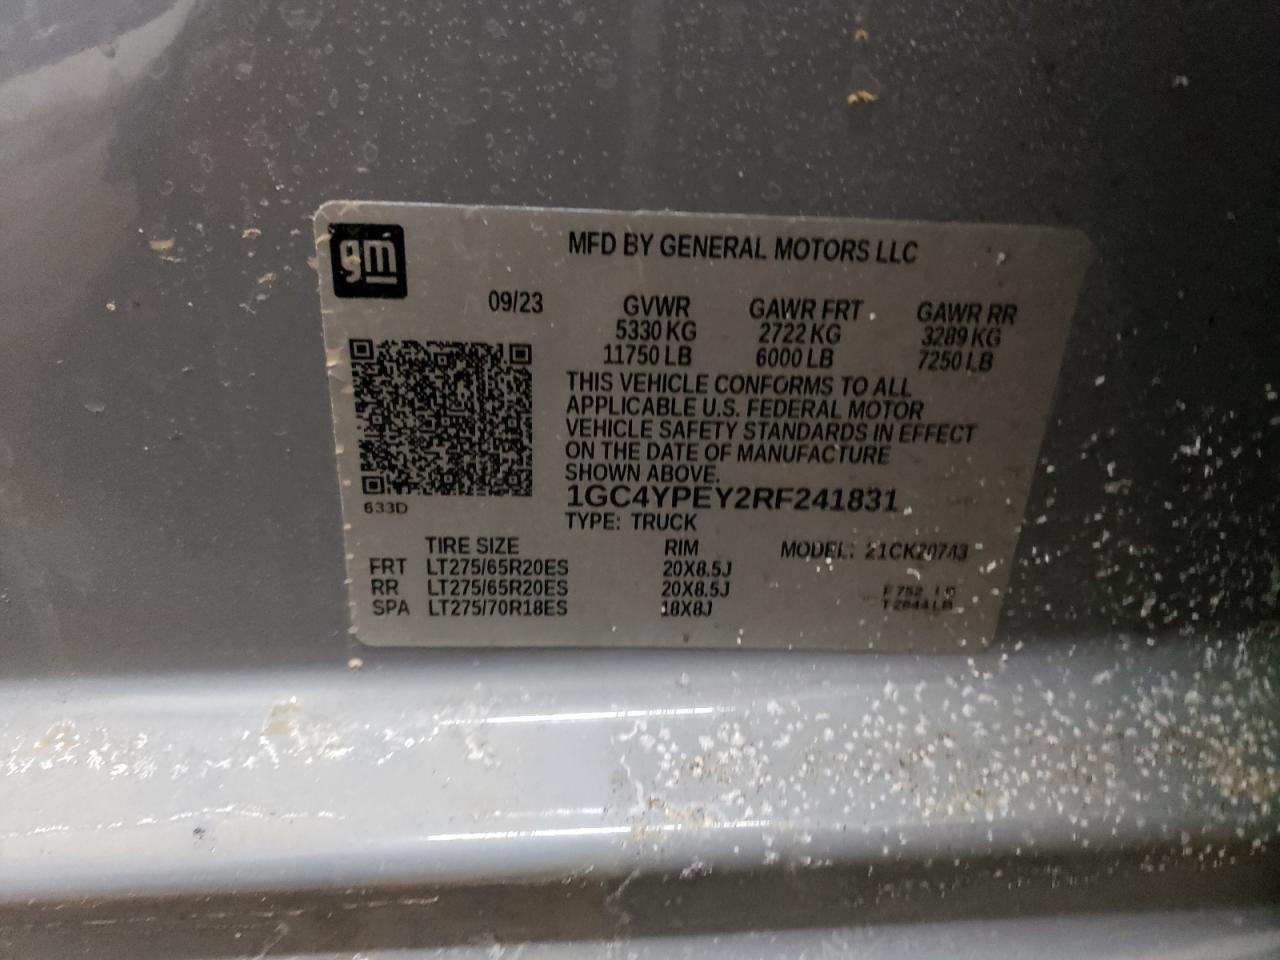 gm
MFD BY GENERAL MOTORS LLC
09/23 GVWR GAWR FRT GAWR RR
5330 KG 2722 KG 3289 KG
11750 LB 6000 LB 7250 LB
THIS VEHICLE CONFORMS TO ALL
APPLICABLE U.S. FEDERAL MOTOR
VEHICLE SAFETY STANDARDS IN EFFECT
ON THE DATE OF MANUFACTURE
SHOWN ABOVE.
633D 1GC4YPEY2RF241831
TYPE: TRUCK
TIRE SIZE RIM MODEL: 21CK20743
FRT LT275/65R20ES 20X8.5J
RR LT275/65R20ES 20X8.5J
SPA LT275/70R18ES 18X8J